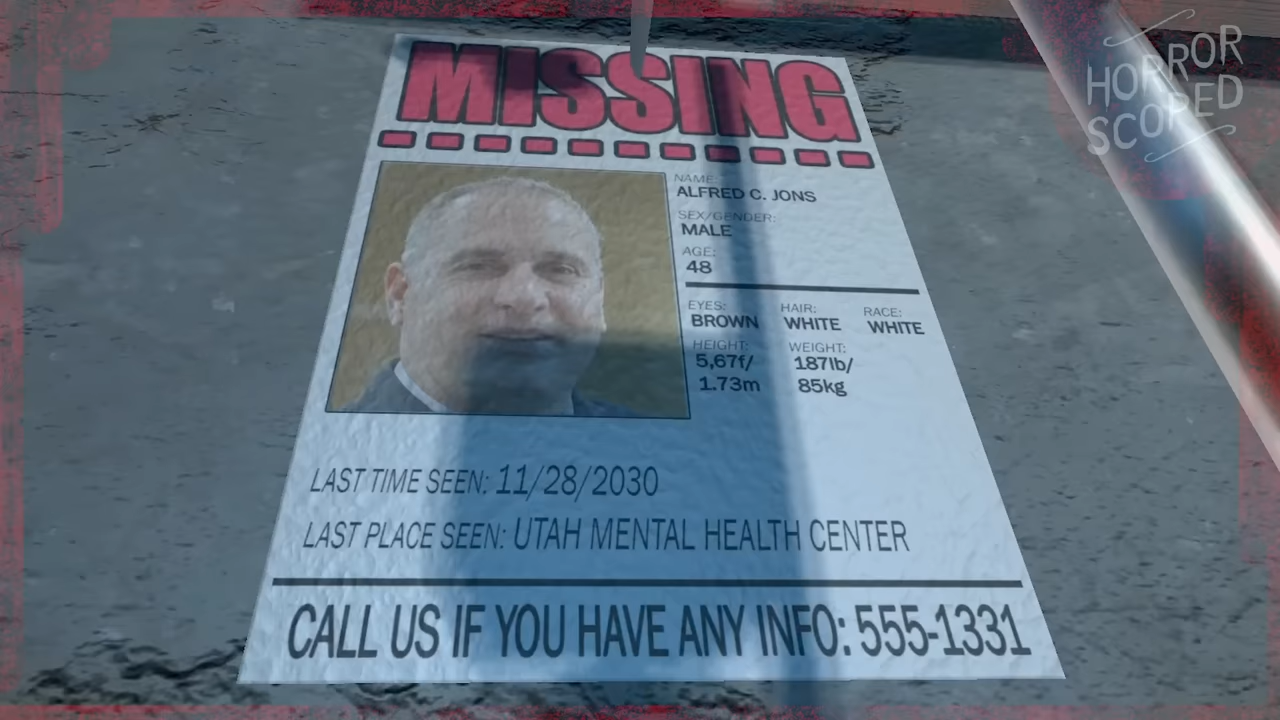 HORROR
SCOPED
MISSING
NAME:
ALFRED C. JONS
SEX/GENDER:
MALE
AGE:
48
EYES: HAIR: RACE:
BROWN WHITE WHITE
HEIGHT: WEIGHT:
5,67f/ 187lb/
1.73m 85kg
LAST TIME SEEN: 11/28/2030
LAST PLACE SEEN: UTAH MENTAL HEALTH CENTER
CALL US IF YOU HAVE ANY INFO: 555-1331